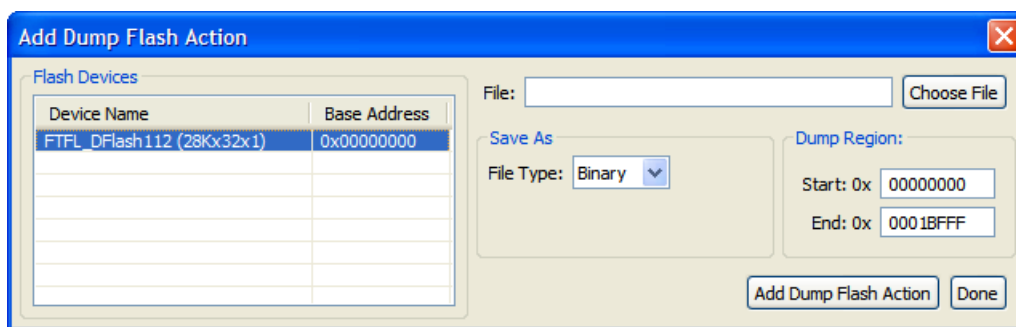 Add Dump Flash Action
Flash Devices
Device Name Base Address
FTFL_DFlash112 (28Kx32x1) 0x00000000
File: Choose File
Save As
File Type: Binary
Dump Region:
Start: 0x 00000000
End: 0x 0001BFFF
Add Dump Flash Action Done